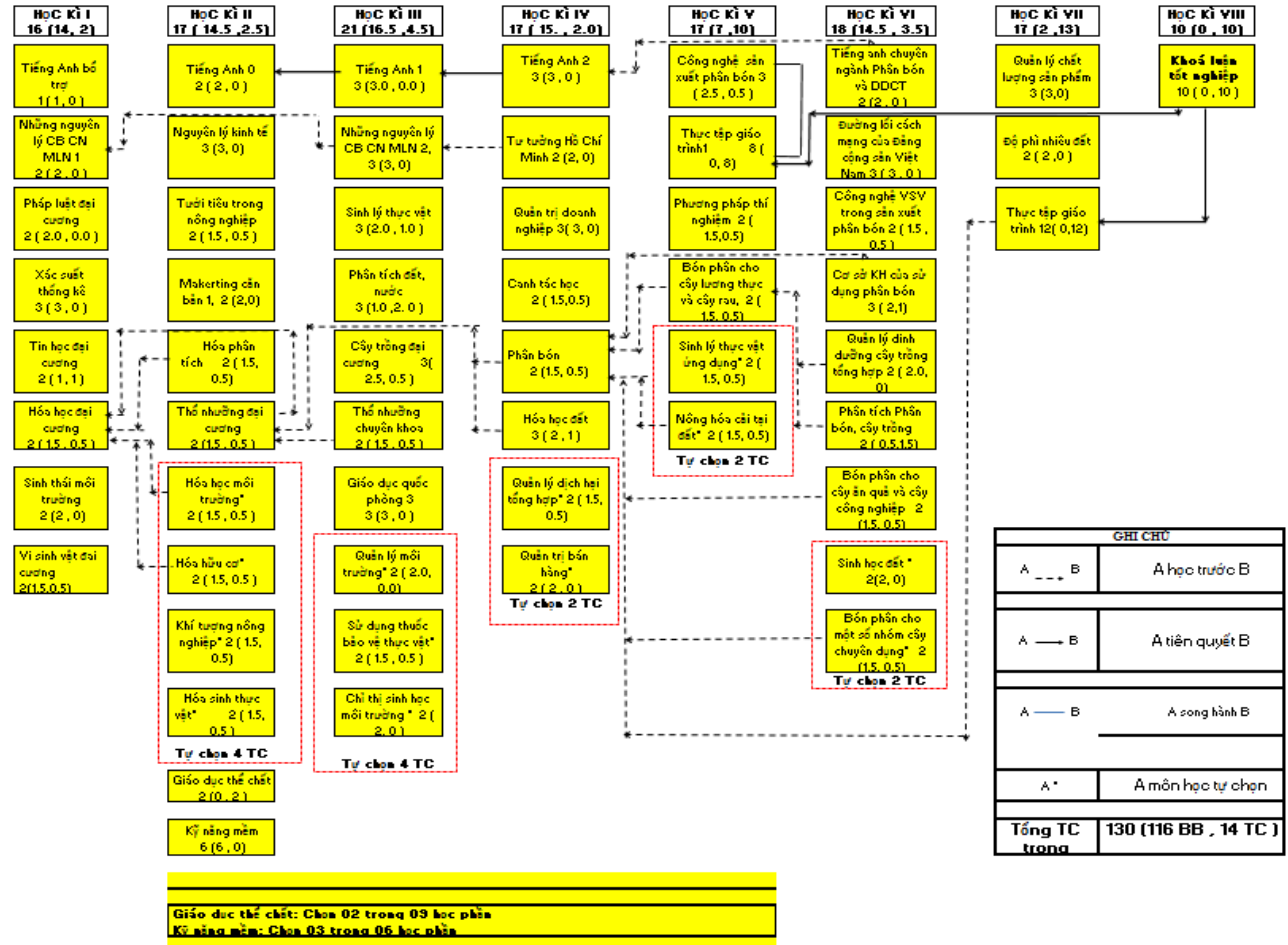 HỌC KÌ I
16 (14, 2)
Tiếng Anh bổ
trợ
1(1, 0)
Những nguyên
lý CB CN
MLN 1
2(2. 0)
Pháp luật đại
cương
2 ( 2.0, 0.0)
Xác suất
thống kê
3 ( 3, 0 )
Tin học đại
cương
2 ( 1, 1 )
Hóa học đại
cương
2 (1.5, 0.5 )
Sinh thái môi
trường
2 (2, 0)
Vi sinh vật đai
cương
2(1.5,0.5)
HỌC KÌ II
17 ( 14.5 ,2.5)
Tiếng Anh 0
2 ( 2, 0 )
Nguyên lý kinh tế
3 (3, 0)
Tưới tiêu trong
nông nghiệp
2 ( 1.5, 0.5 )
Makerting căn
bản 1, 2 (2,0)
Hóa phân
tích 2 ( 1.5,
0.5)
Thổ nhưỡng đại
cương
2 (1.5, 0.5 )
Hóa học môi
trường*
2 ( 1.5, 0.5 )
Hóa hữu cơ*
2 ( 1.5, 0.5 )
Khí tượng nông
nghiệp* 2 ( 1.5,
0.5)
Hóa sinh thực
vật* 2 ( 1.5,
0.5 )
Tự chọn 4 TC
Giáo dục thể chất
2 (0 , 2)
Kỹ năng mềm
6 (6, 0)
HỌC KÌ III
21 (16.5 ,4.5)
Tiếng Anh 1
3 (3.0, 0.0 )
Những nguyên lý
CB CN MLN 2,
3 (3, 0)
Sinh lý thực vật
3 (2.0, 1.0 )
Phân tích đất,
nước
3 (1.0,2. 0 )
Cây trồng đại
cương 3(
2.5, 0.5 )
Thổ nhưỡng
chuyên khoa
2 (1.5, 0.5 )
Giáo dục quốc
phòng 3
3 (3, 0 )
Quản lý môi
trường* 2 ( 2.0,
0.0)
Sử dụng thuốc
bảo vệ thực vật*
2 ( 1.5, 0.5 )
Chỉ thị sinh học
môi trường * 2 (
2. 0 )
Tự chọn 4 TC
HỌC KÌ IV
17 ( 15. , 2.0)
Tiếng Anh 2
3 (3, 0 )
Tư tưởng Hồ Chí
Minh 2 (2, 0)
Quản trị doanh
nghiệp 3( 3, 0)
Canh tác học
2 ( 1.5,0.5)
Phân bón
2 (1.5, 0.5)
Hóa học đất
3 ( 2, 1 )
Quản lý dịch hại
tổng hợp* 2 ( 1.5,
0.5)
Quản trị bán
hàng*
2 ( 2. 0 )
Tự chọn 2 TC
HỌC KÌ V
17 (7 ,10)
Công nghệ sản
xuất phân bón 3
( 2.5, 0.5 )
Thực tập giáo
trình1 8 (
0, 8)
Phương pháp thí
nghiệm 2 (
1.5,0.5)
Bón phân cho
cây lương thực
và cây rau, 2 (
1.5. 0.5)
Sinh lý thực vật
ứng dụng* 2 (
1.5, 0.5)
Nông hóa cải tại
đất* 2 ( 1.5, 0.5)
Tự chọn 2 TC
HỌC KÌ VI
18 (14.5 , 3.5)
Tiếng anh chuyên
ngành Phân bón
và DDCT
2 (2. 0 )
Đường lối cách
mạng của Đảng
cộng sản Việt
Nam 3 ( 3 . 0 )
Công nghệ VSV
trong sản xuất
phân bón 2 ( 1.5 ,
0.5 )
Cơ sở KH của sử
dụng phân bón
3 ( 2,1)
Quản lý dinh
dưỡng cây trồng
tổng hợp 2 ( 2.0,
0)
Phân tích Phân
bón, cây trồng
2 ( 0.5,1.5)
Bón phân cho
cây ăn quả và cây
công nghiệp 2
(1.5. 0.5)
Sinh học đất *
2(2, 0)
Bón phân cho
một số nhóm cây
chuyên dụng* 2
(1.5. 0.5)
Tự chọn 2 TC
HỌC KÌ VII
17 (2 ,13)
Quản lý chất
lượng sản phẩm
3 (3,0)
Độ phì nhiêu đất
2 ( 2 ,0 )
Thực tập giáo
trình 12( 0,12)
HỌC KÌ VIII
10 (0 , 10)
Khoá luận
tốt nghiệp
10 ( 0 , 10 )
GHI CHÚ
A B
A học trước B
A B
A tiên quyết B
A B
A song hành B
A *
A môn học tự chọn
Tổng TC
trong
130 (116 BB , 14 TC )
Giáo dục thể chất: Chọn 02 trong 09 học phần
Kỹ năng mềm: Chọn 03 trong 06 học phần